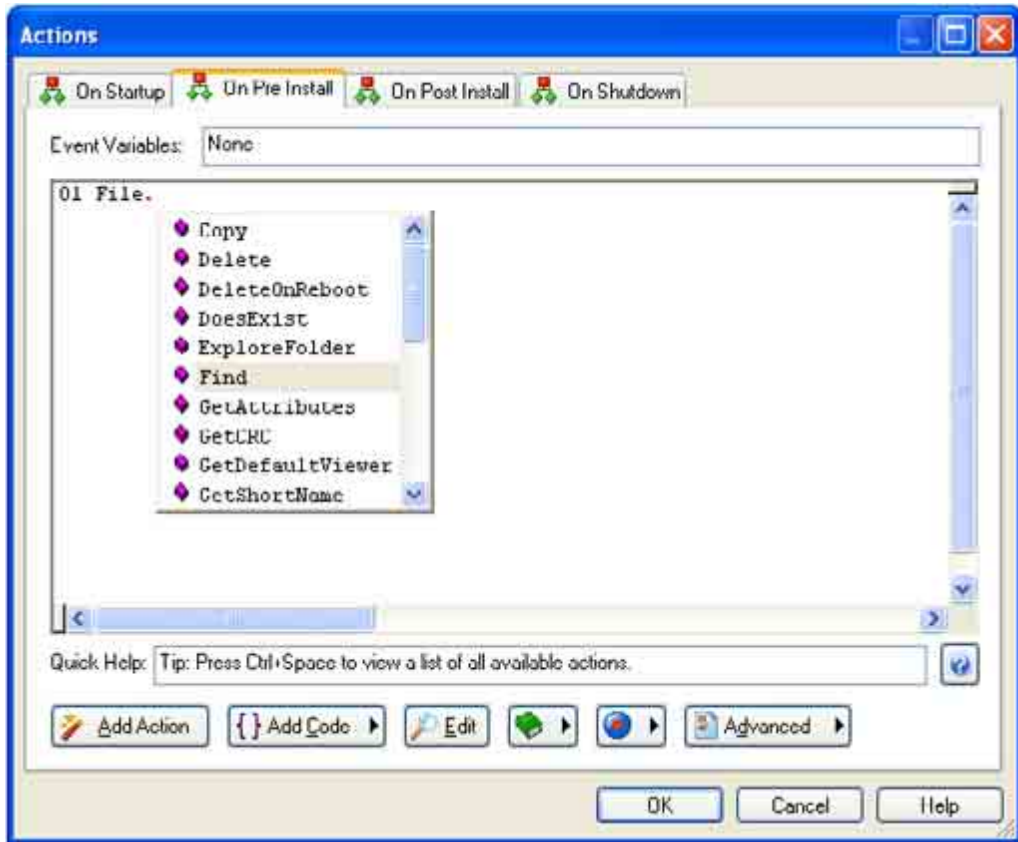 Actions
On Startup On Pre Install On Post Install On Shutdown
Event Variables: None
01 File.
Copy
Delete
DeleteOnReboot
DoesExist
ExploreFolder
Find
GetAttributes
GetCRC
GetDefaultViewer
GetShortName
Quick Help: Tip: Press Ctrl+Space to view a list of all available actions.
Add Action { } Add Code Edit Advanced
OK Cancel Help